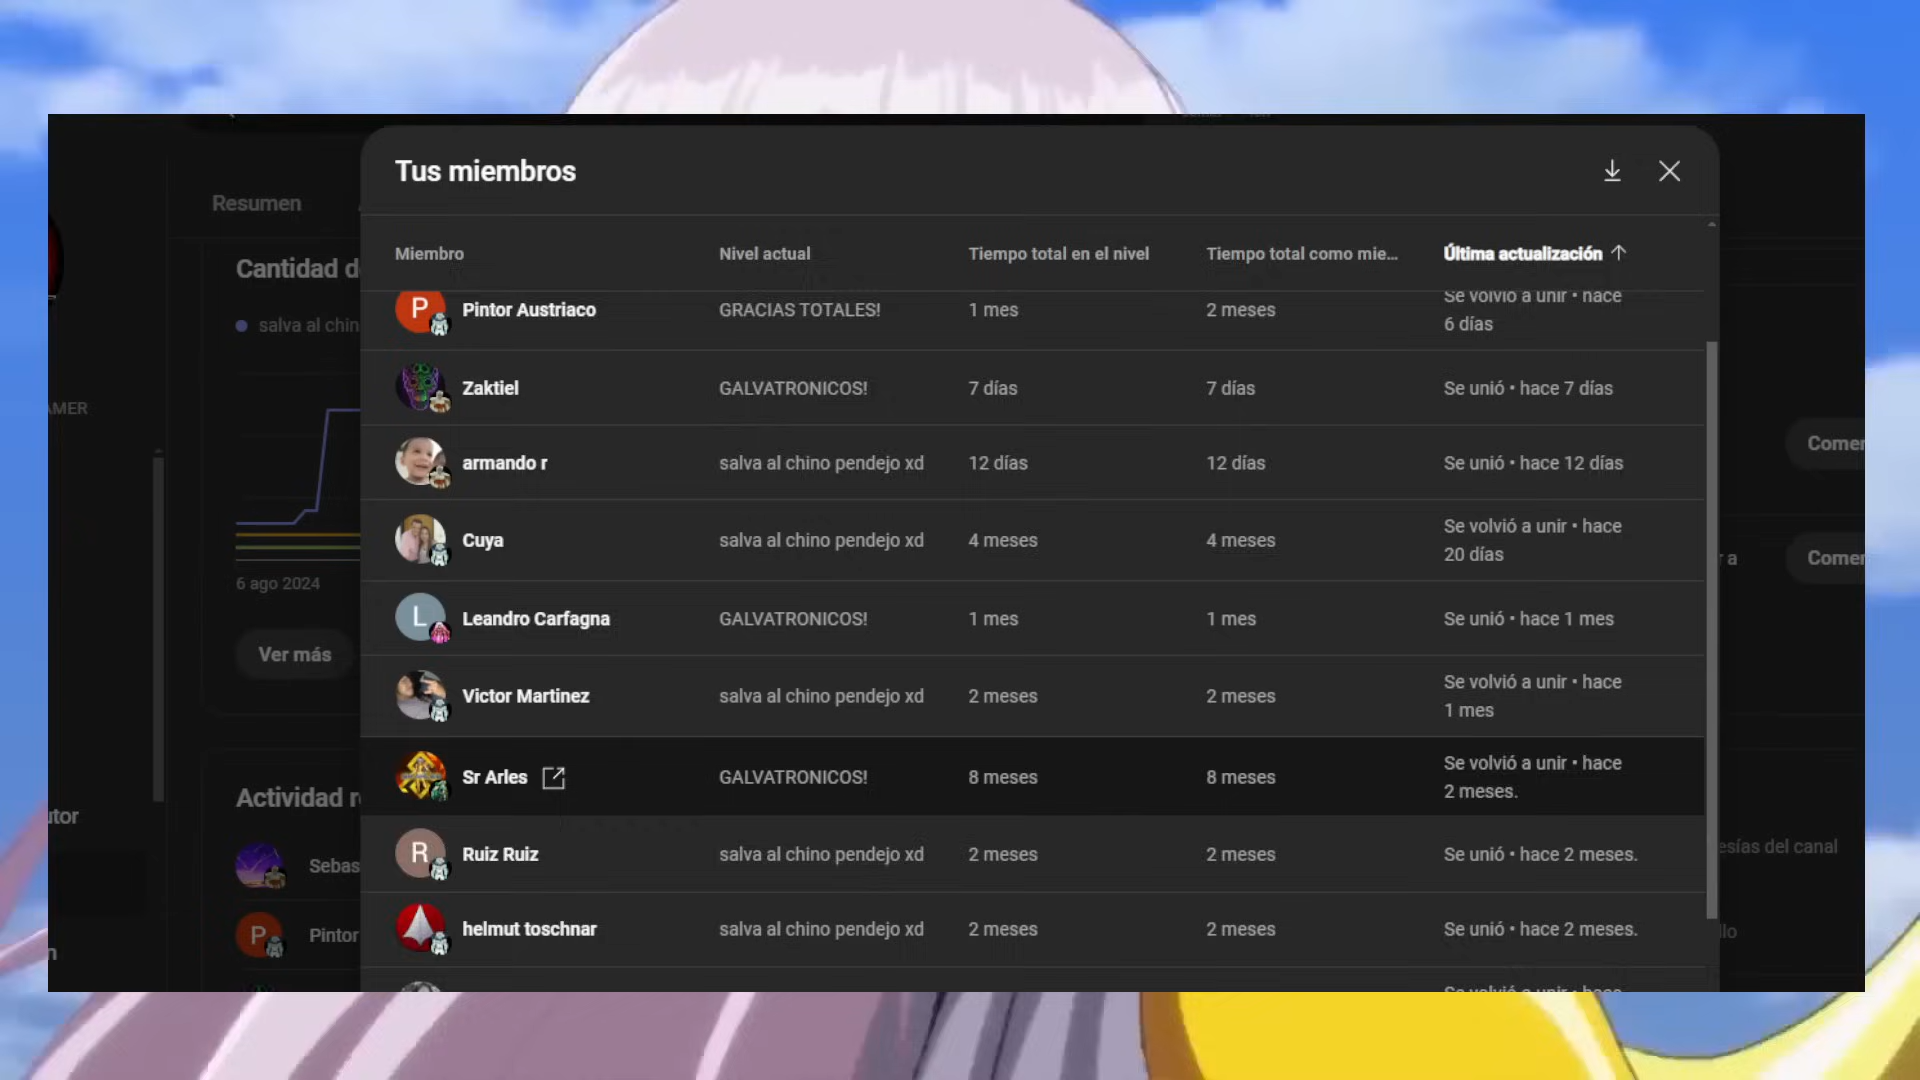 Tus miembros
Resumen
Miembro
Nivel actual
Tiempo total en el nivel
Tiempo total como mie...
Última actualización
Cantidad d
salva al chin
6 ago 2024
Ver más
AMER
Actividad r
Sebas
P
Pintor
P
Pintor Austriaco
GRACIAS TOTALES!
1 mes
2 meses
Se volvió a unir • hace
6 días
Zaktiel
GALVATRONICOS!
7 días
7 días
Se unió • hace 7 días
armando r
salva al chino pendejo xd
12 días
12 días
Se unió • hace 12 días
Cuya
salva al chino pendejo xd
4 meses
4 meses
Se volvió a unir • hace
20 días
L
Leandro Carfagna
GALVATRONICOS!
1 mes
1 mes
Se unió • hace 1 mes
Victor Martinez
salva al chino pendejo xd
2 meses
2 meses
Se volvió a unir • hace
1 mes
Sr Arles
GALVATRONICOS!
8 meses
8 meses
Se volvió a unir • hace
2 meses.
R
Ruiz Ruiz
salva al chino pendejo xd
2 meses
2 meses
Se unió • hace 2 meses.
helmut toschnar
salva al chino pendejo xd
2 meses
2 meses
Se unió • hace 2 meses.
Se volvió a unir • hace
Comer
r a
Comer
esías del canal
llo
utor
n